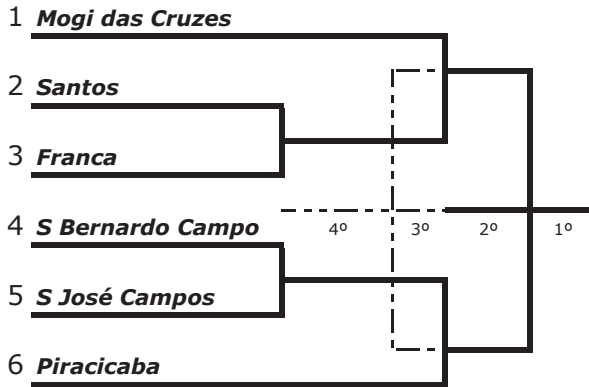 1 Mogi das Cruzes
2 Santos
3 Franca
4 S Bernardo Campo
4º 3º 2º 1º
5 S José Campos
6 Piracicaba